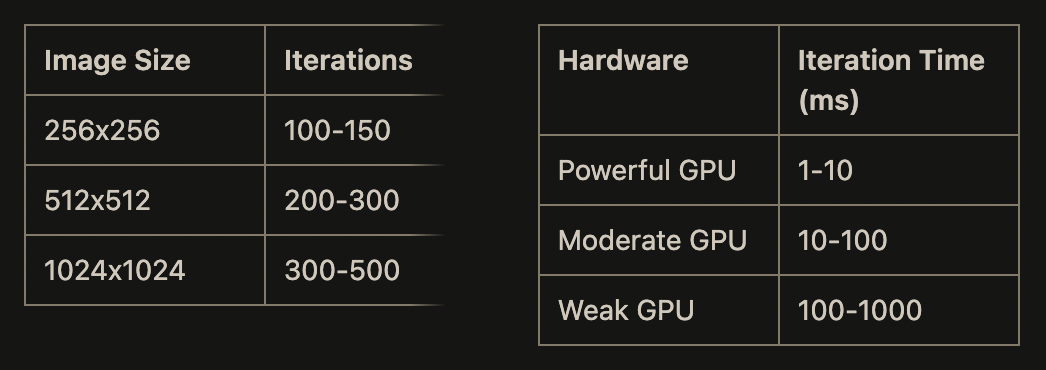 Image Size Iterations
256x256 100-150
512x512 200-300
1024x1024 300-500
Hardware Iteration Time
(ms)
Powerful GPU 1-10
Moderate GPU 10-100
Weak GPU 100-1000